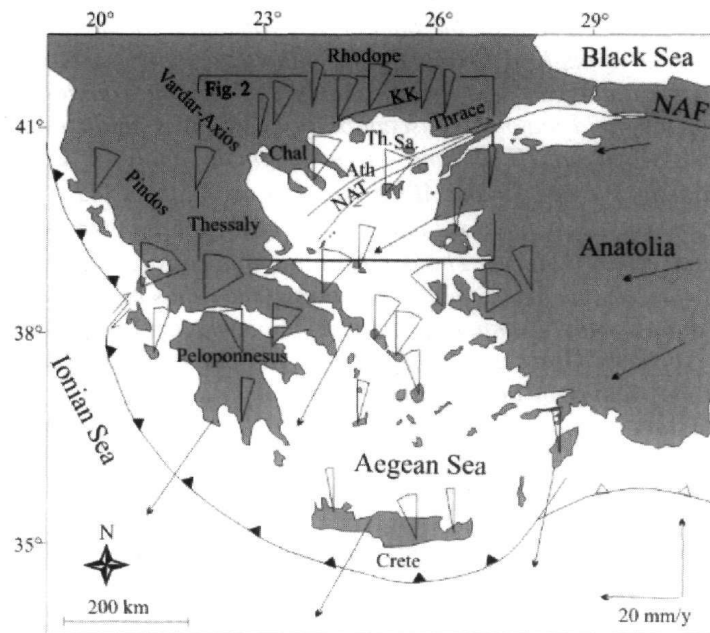 20° 23° 26° 29°
Black Sea
Rhodope
Fig. 2
KK
NAF
Vardar-Axios
Thrace
41°
Th.
Sa.
Chal
Ath
NAT
Pindos
Thessaly
Anatolia
38°
Peloponnesus
Ionian Sea
Aegean Sea
35°
N
Crete
200 km
20 mm/y